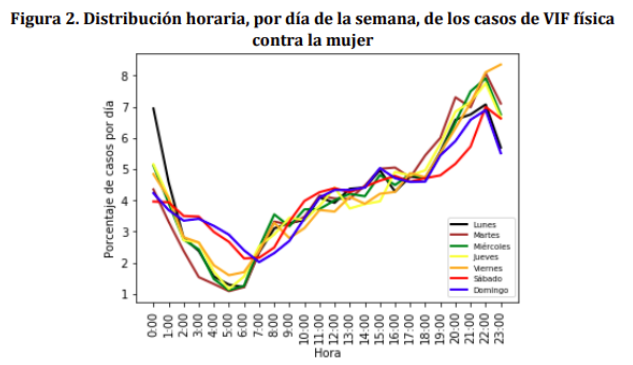 Figura 2. Distribución horaria, por día de la semana, de los casos de VIF física
contra la mujer
Porcentaje de casos por día
8
7
6
5
4
3
2
1
Lunes
Martes
Miércoles
Jueves
Viernes
Sábado
Domingo
0:00
1:00
2:00
3:00
4:00
5:00
6:00
7:00
8:00
9:00
10:00
11:00
12:00
13:00
14:00
15:00
16:00
17:00
18:00
19:00
20:00
21:00
22:00
23:00
Hora